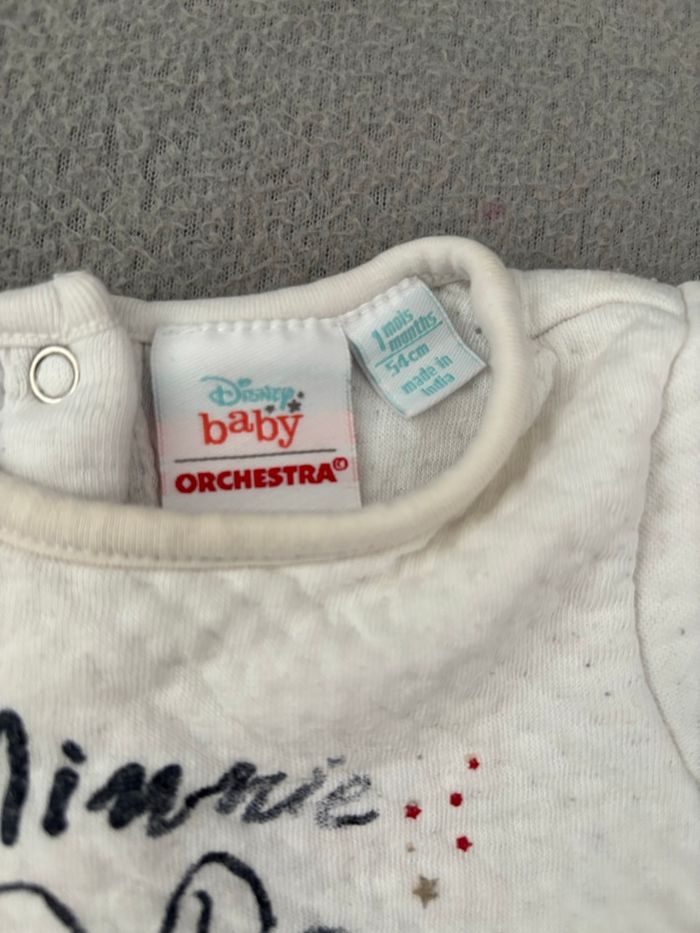 Disney
baby
ORCHESTRA®
1 mois
months
54cm
made in
India
Minnie